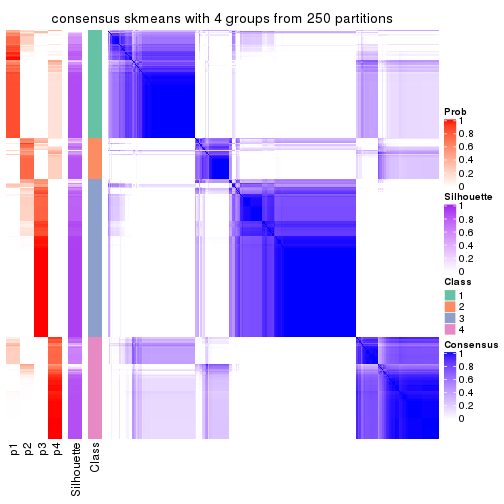 consensus skmeans with 4 groups from 250 partitions
Prob
1
0.8
0.6
0.4
0.2
0
Silhouette
1
0.8
0.6
0.4
0.2
0
Class
1
2
3
4
Consensus
1
0.8
0.6
0.4
0.2
0
p1
p2
p3
p4
Silhouette
Class